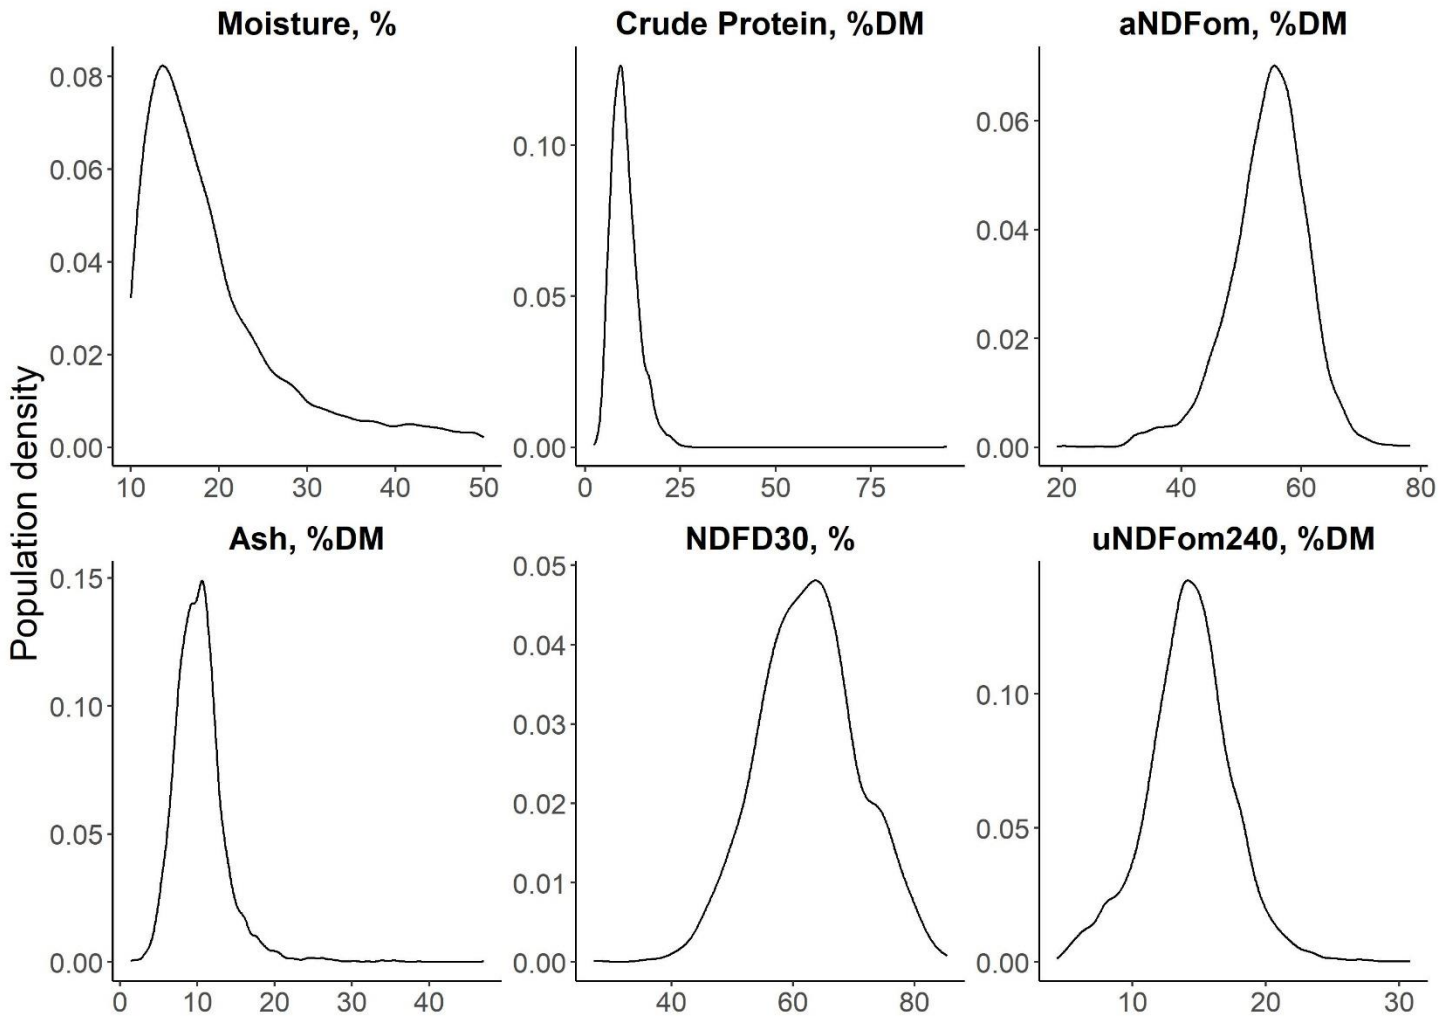 Population density
Moisture, %
0.08
0.06
0.04
0.02
0.00
10 20 30 40 50
Crude Protein, %DM
0.10
0.05
0.00
0 25 50 75
aNDFom, %DM
0.06
0.04
0.02
0.00
20 40 60 80
Ash, %DM
0.15
0.10
0.05
0.00
0 10 20 30 40
NDFD30, %
0.05
0.04
0.03
0.02
0.01
0.00
40 60 80
uNDFom240, %DM
0.10
0.05
0.00
10 20 30